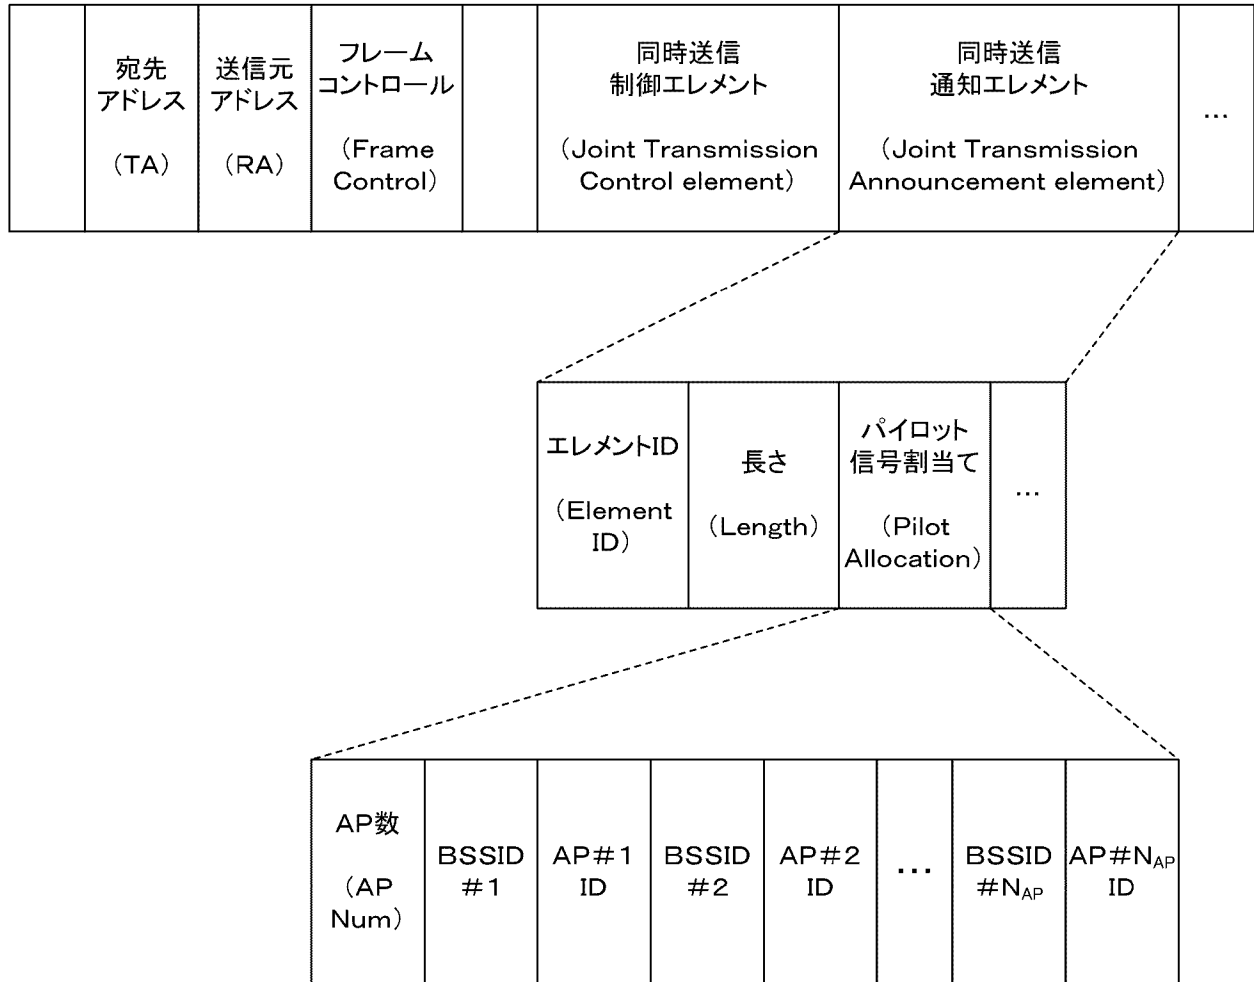 宛先
アドレス
（TA）
送信元
アドレス
（RA）
フレーム
コントロール
（Frame
Control）
同時送信
制御エレメント
（Joint Transmission
Control element）
同時送信
通知エレメント
（Joint Transmission
Announcement element）
…
エレメントID
（Element
ID）
長さ
（Length）
パイロット
信号割当て
（Pilot
Allocation）
…
AP数
（AP
Num）
BSSID
#1
AP#1
ID
BSSID
#2
AP#2
ID
…
BSSID
#NAP
AP#NAP
ID